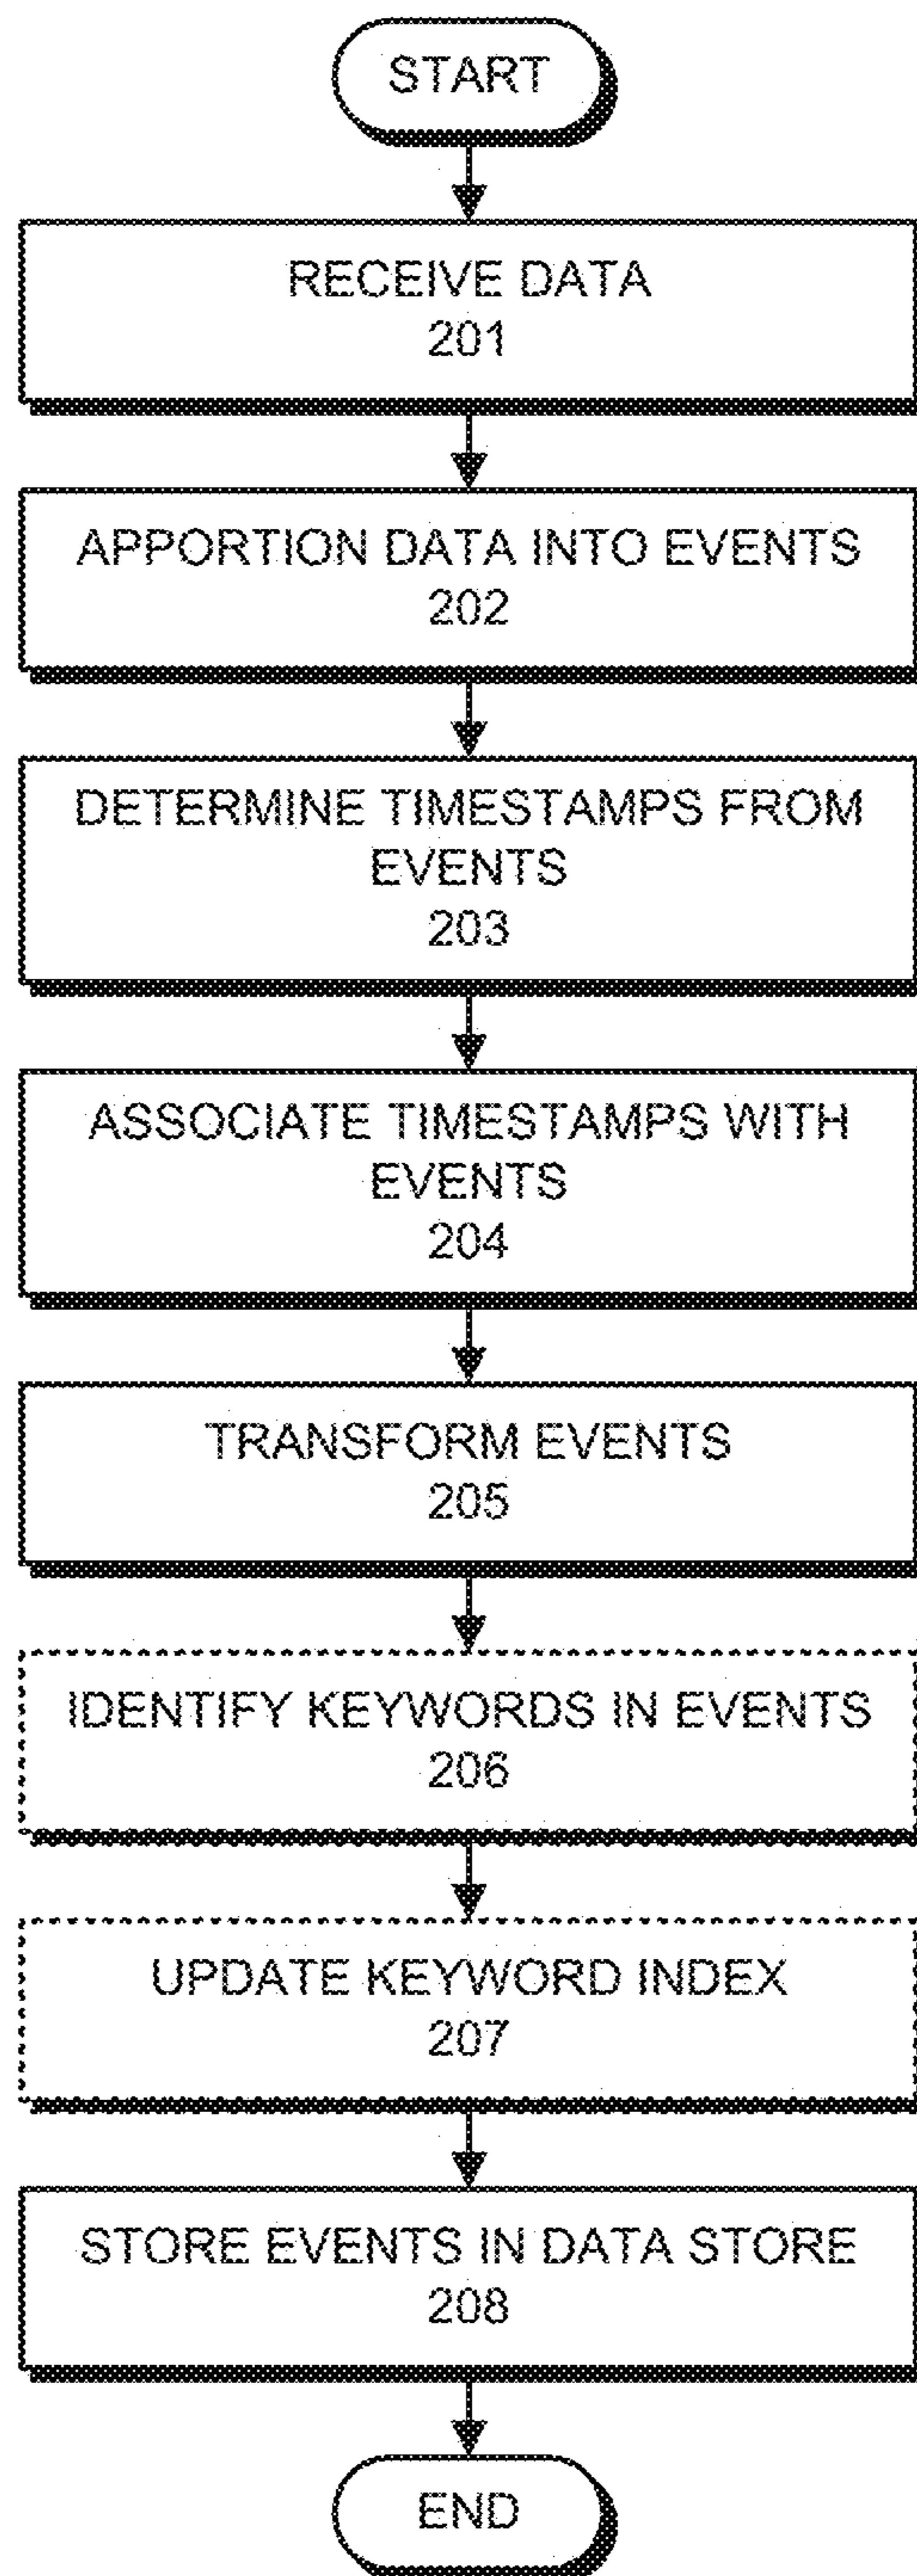 START
RECEIVE DATA
201
APPORTION DATA INTO EVENTS
202
DETERMINE TIMESTAMPS FROM
EVENTS
203
ASSOCIATE TIMESTAMPS WITH
EVENTS
204
TRANSFORM EVENTS
205
IDENTIFY KEYWORDS IN EVENTS
206
UPDATE KEYWORD INDEX
207
STORE EVENTS IN DATA STORE
208
END